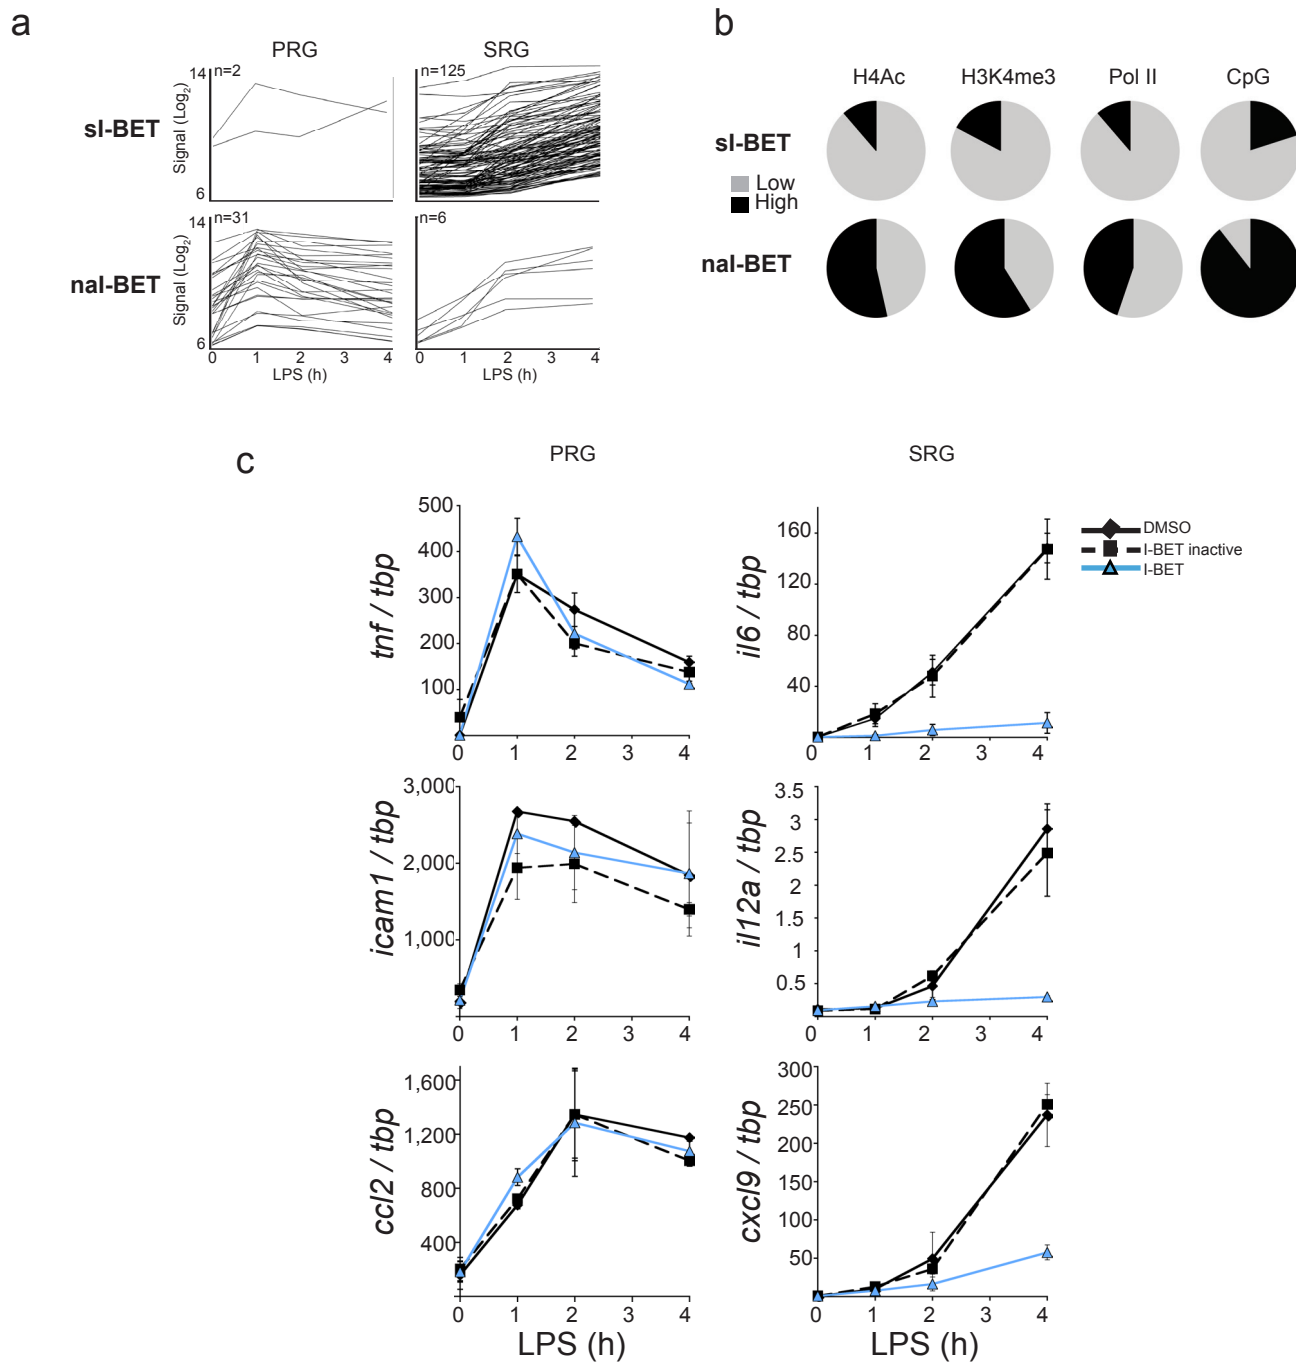 a
PRG
SRG
sI-BET
Signal (Log2)
14
6
n=2
n=125
naI-BET
Signal (Log2)
14
6
n=31
n=6
0 1 2 3 4
0 1 2 3 4
LPS (h)
LPS (h)
b
H4Ac H3K4me3 Pol II CpG
sI-BET
Low
High
naI-BET
c
PRG
SRG
DMSO
I-BET inactive
I-BET
tnf / tbp
500
400
300
200
100
0 1 2 3 4
il6 / tbp
160
120
80
40
0 1 2 3 4
icam1 / tbp
3,000
2,000
1,000
0 1 2 3 4
il12a / tbp
3.5
3
2.5
2
1.5
1
0.5
0 1 2 3 4
ccl2 / tbp
1,600
1,200
800
400
0 1 2 3 4
LPS (h)
cxcl9 / tbp
300
250
200
150
100
50
0 1 2 3 4
LPS (h)